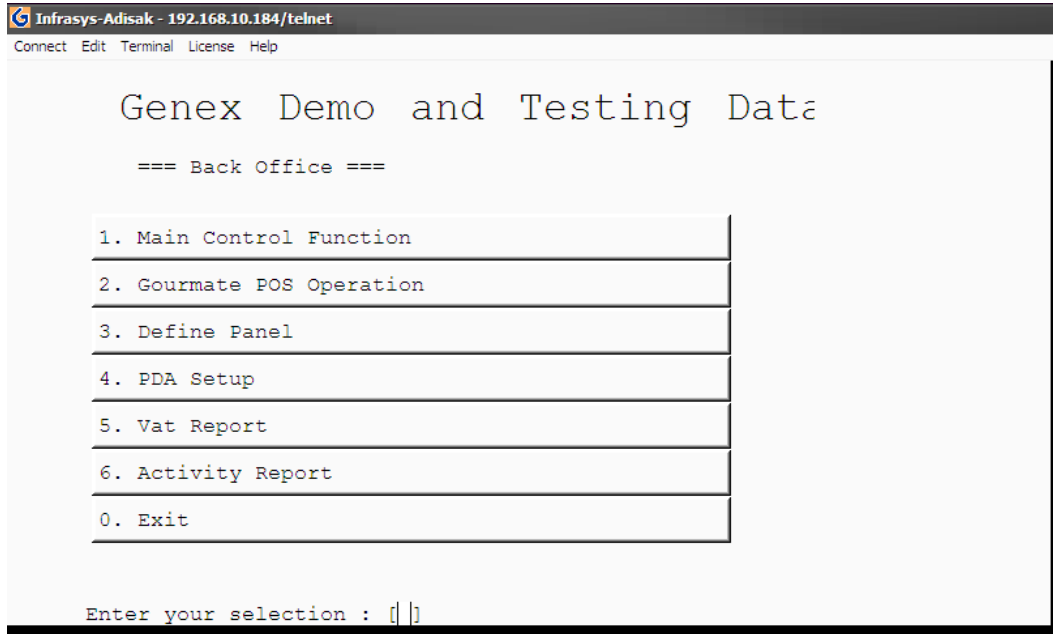 Infrasys-Adisak - 192.168.10.184/telnet
Connect Edit Terminal License Help
Genex Demo and Testing Data
=== Back Office ===
1. Main Control Function
2. Gourmate POS Operation
3. Define Panel
4. PDA Setup
5. Vat Report
6. Activity Report
0. Exit
Enter your selection : [ ]